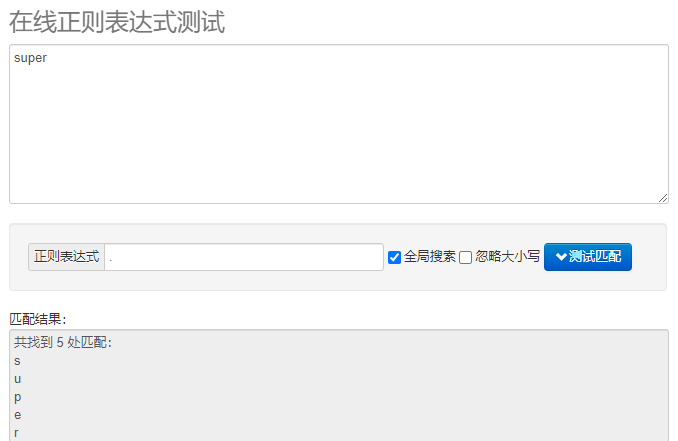 在线正则表达式测试
super
正则表达式 . 全局搜索 忽略大小写 测试匹配
匹配结果:
共找到 5 处匹配:
s
u
p
e
r